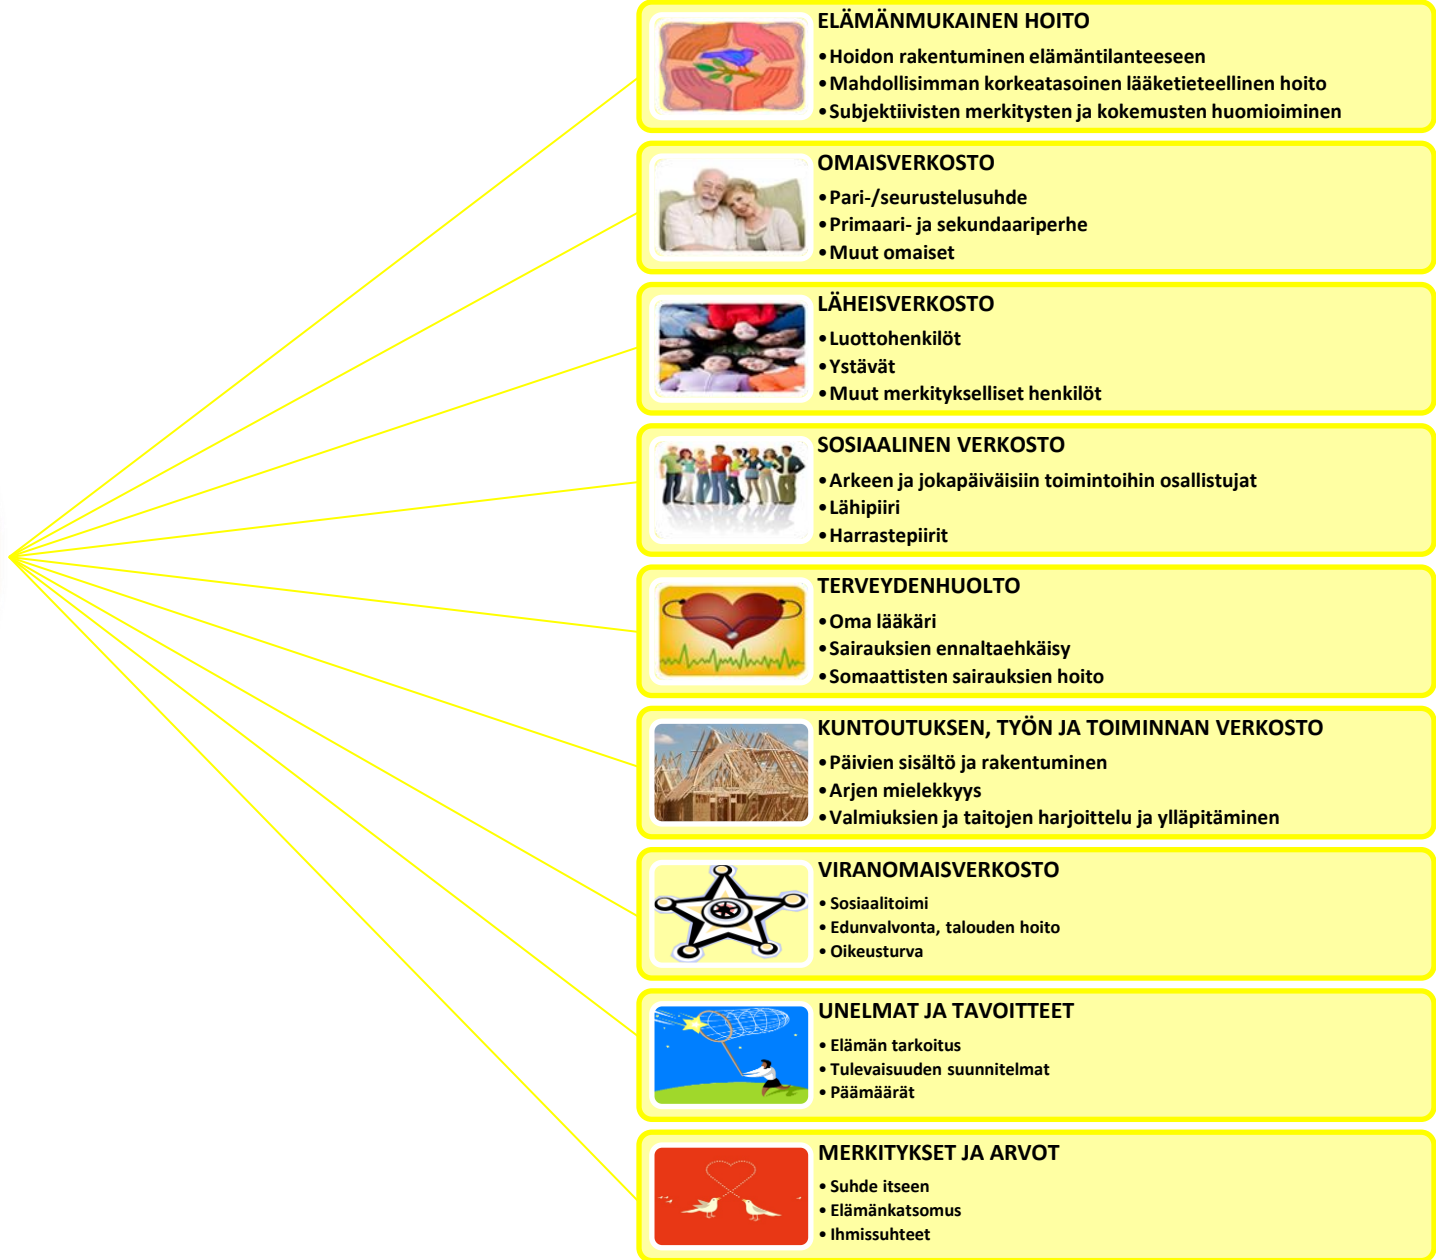 ELÄMÄNMUKAINEN HOITO
•Hoidon rakentuminen elämäntilanteeseen
•Mahdollisimman korkeatasoinen lääketieteellinen hoito
•Subjektiivisten merkitysten ja kokemusten huomioiminen
OMAISVERKOSTO
•Pari-/seurustelusuhde
•Primaari- ja sekundaariperhe
•Muut omaiset
LÄHEISVERKOSTO
•Luottohenkilöt
•Ystävät
•Muut merkitykselliset henkilöt
SOSIAALINEN VERKOSTO
•Arkeen ja jokapäiväisiin toimintoihin osallistujat
•Lähipiiri
•Harrastepiirit
TERVEYDENHUOLTO
•Oma lääkäri
•Sairauksien ennaltaehkäisy
•Somaattisten sairauksien hoito
KUNTOUTUKSEN, TYÖN JA TOIMINNAN VERKOSTO
•Päivien sisältö ja rakentuminen
•Arjen mielekkyys
•Valmiuksien ja taitojen harjoittelu ja ylläpitäminen
VIRANOMAISVERKOSTO
• Sosiaalitoimi
• Edunvalvonta, talouden hoito
• Oikeusturva
UNELMAT JA TAVOITTEET
• Elämän tarkoitus
• Tulevaisuuden suunnitelmat
• Päämäärät
MERKITYKSET JA ARVOT
• Suhde itseen
• Elämänkatsomus
• Ihmissuhteet